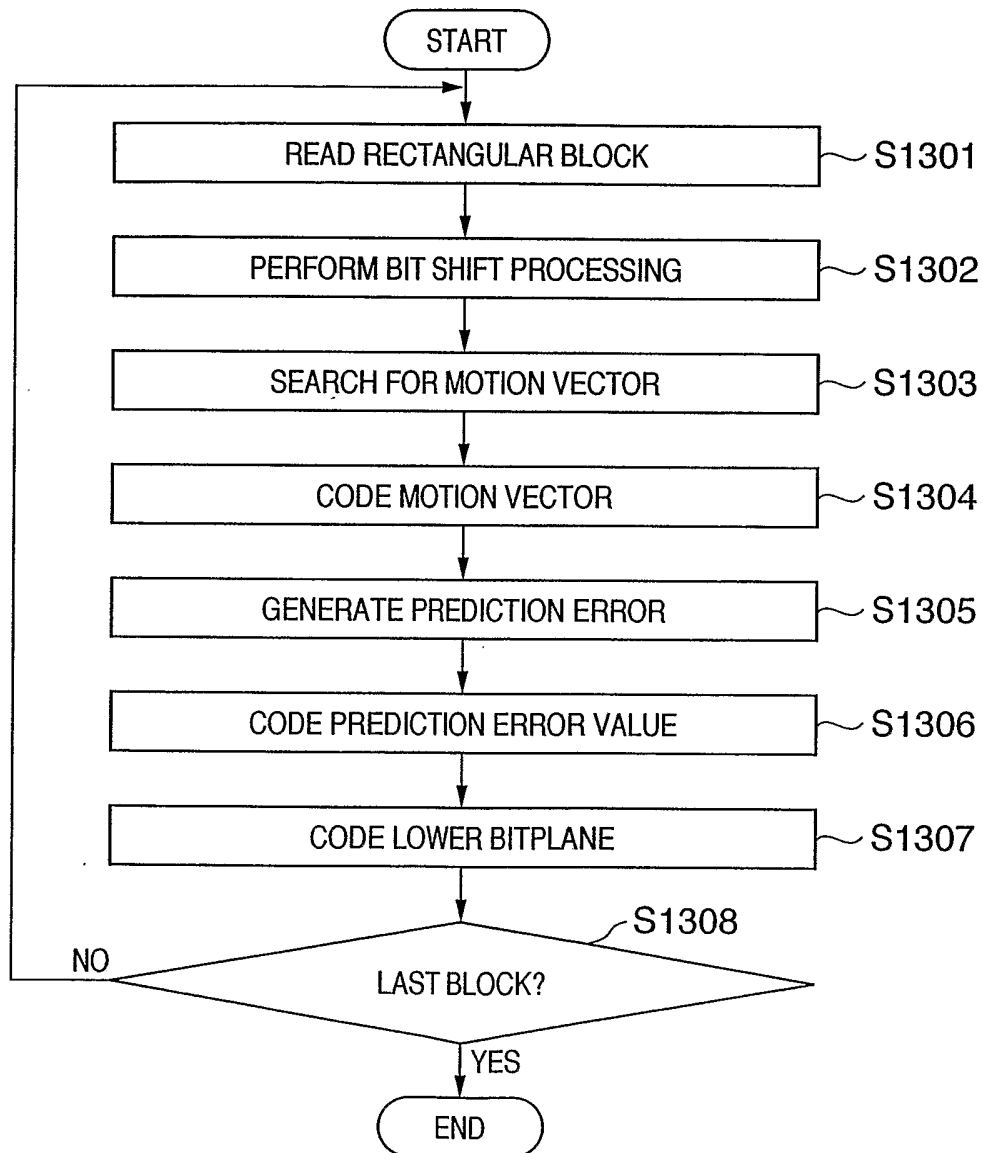 START
READ RECTANGULAR BLOCK
S1301
PERFORM BIT SHIFT PROCESSING
S1302
SEARCH FOR MOTION VECTOR
S1303
CODE MOTION VECTOR
S1304
GENERATE PREDICTION ERROR
S1305
CODE PREDICTION ERROR VALUE
S1306
CODE LOWER BITPLANE
S1307
S1308
NO
LAST BLOCK?
YES
END